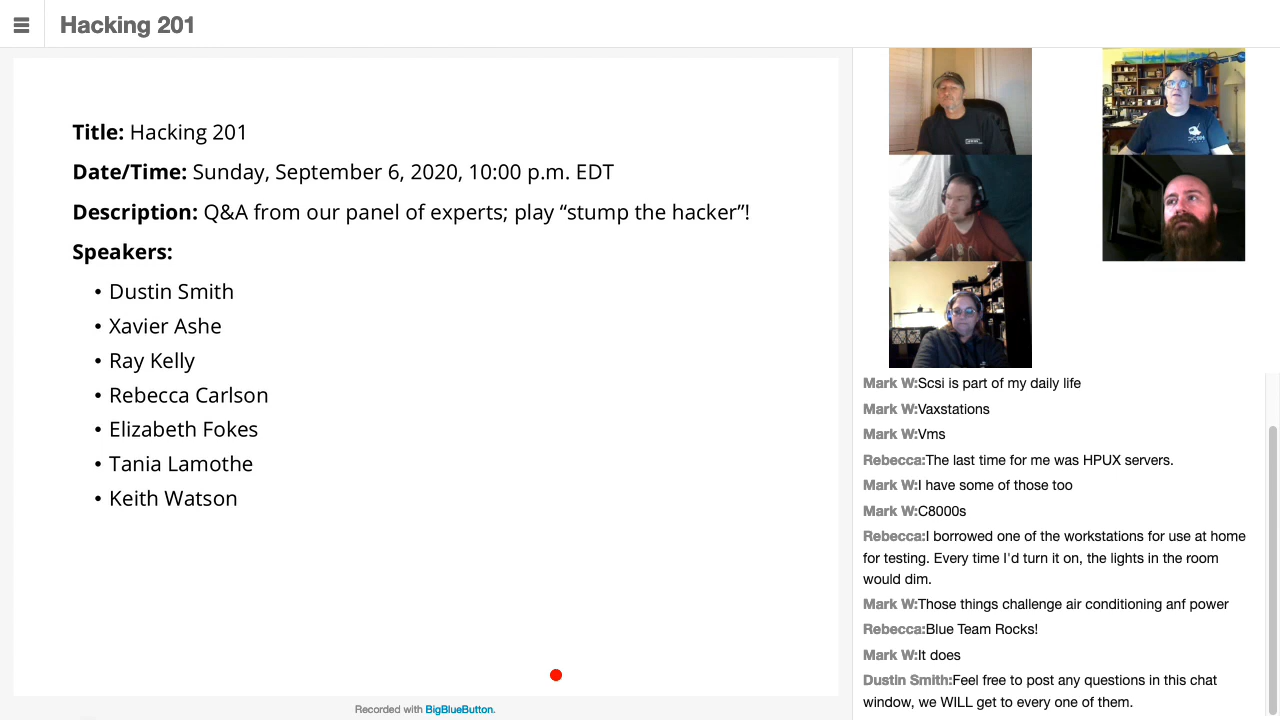 Hacking 201
Title: Hacking 201
Date/Time: Sunday, September 6, 2020, 10:00 p.m. EDT
Description: Q&A from our panel of experts; play “stump the hacker”!
Speakers:
• Dustin Smith
• Xavier Ashe
• Ray Kelly
• Rebecca Carlson
• Elizabeth Fokes
• Tania Lamothe
• Keith Watson
Recorded with BigBlueButton.
Mark W:Scsi is part of my daily life
Mark W:Vaxstations
Mark W:Vms
Rebecca:The last time for me was HPUX servers.
Mark W:I have some of those too
Mark W:C8000s
Rebecca:I borrowed one of the workstations for use at home
for testing. Every time I'd turn it on, the lights in the room
would dim.
Mark W:Those things challenge air conditioning anf power
Rebecca:Blue Team Rocks!
Mark W:It does
Dustin Smith:Feel free to post any questions in this chat
window, we WILL get to every one of them.